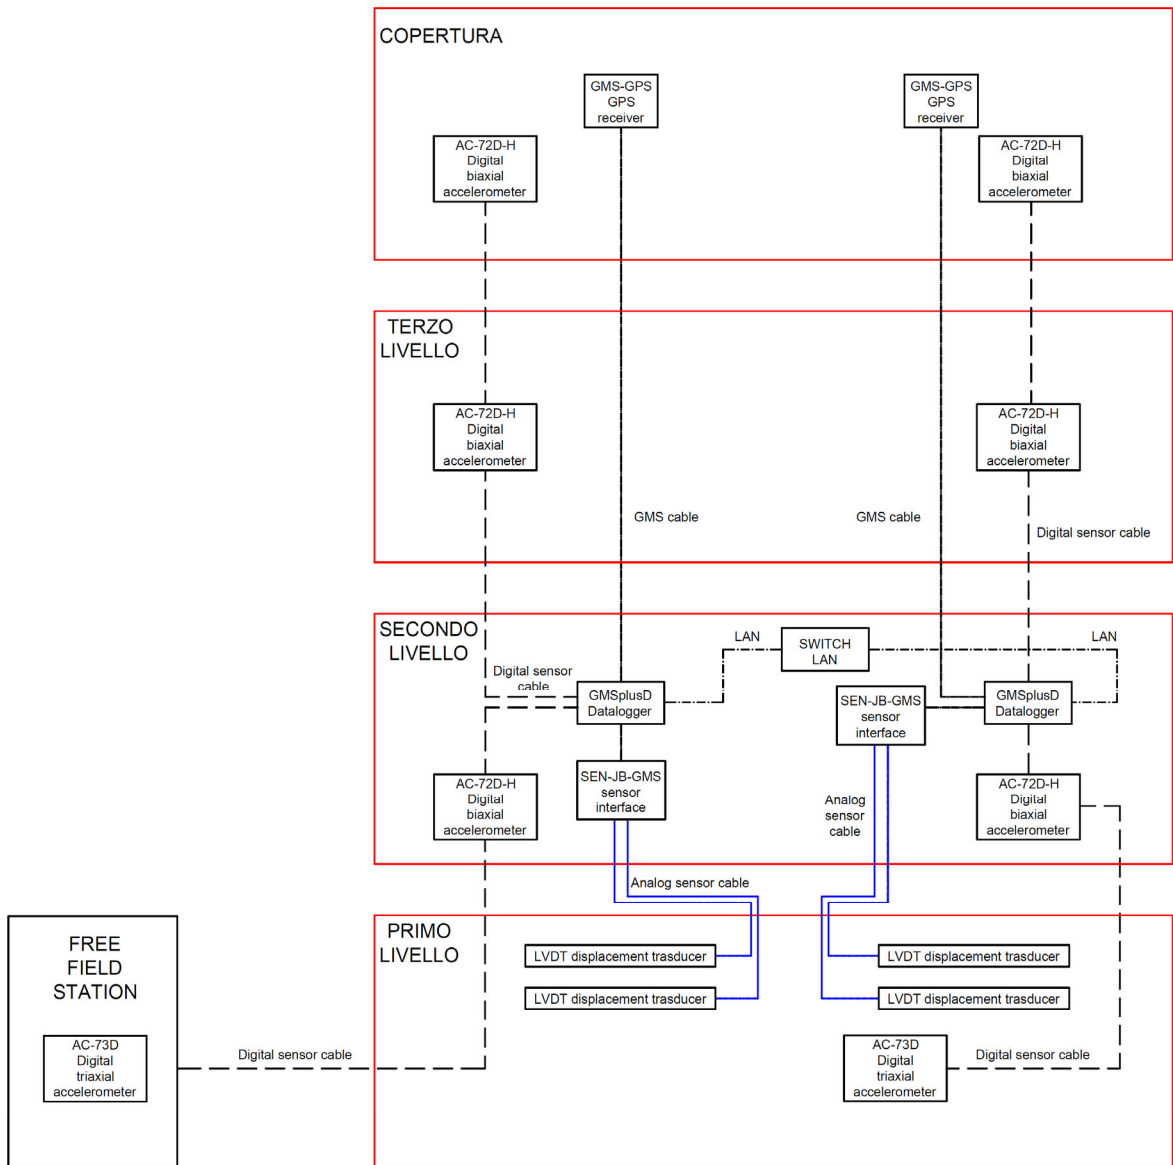 COPERTURA
GMS-GPS
GPS
receiver
GMS-GPS
GPS
receiver
AC-72D-H
Digital
biaxial
accelerometer
AC-72D-H
Digital
biaxial
accelerometer
TERZO
LIVELLO
AC-72D-H
Digital
biaxial
accelerometer
AC-72D-H
Digital
biaxial
accelerometer
GMS cable
GMS cable
Digital sensor cable
SECONDO
LIVELLO
LAN
SWITCH
LAN
LAN
Digital sensor
cable
GMSplusD
Datalogger
SEN-JB-GMS
sensor
interface
GMSplusD
Datalogger
AC-72D-H
Digital
biaxial
accelerometer
SEN-JB-GMS
sensor
interface
Analog
sensor
cable
AC-72D-H
Digital
biaxial
accelerometer
Analog sensor cable
PRIMO
LIVELLO
FREE
FIELD
STATION
LVDT displacement trasducer
LVDT displacement trasducer
LVDT displacement trasducer
LVDT displacement trasducer
AC-73D
Digital
triaxial
accelerometer
Digital sensor cable
AC-73D
Digital
triaxial
accelerometer
Digital sensor cable